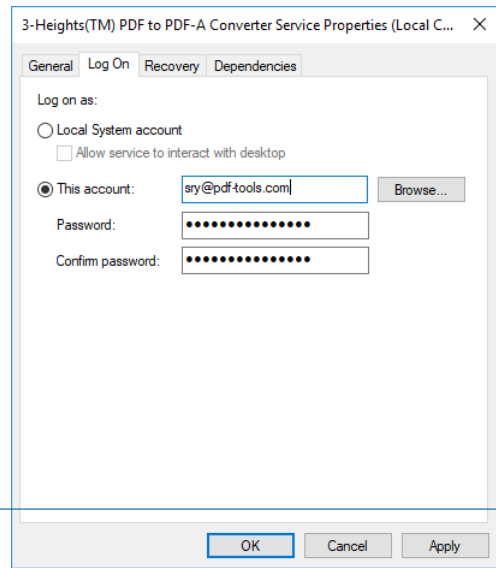 3-Heights(TM) PDF to PDF-A Converter Service Properties (Local C...
General Log On Recovery Dependencies
Log on as:
Local System account
Allow service to interact with desktop
This account: sry@pdf-tools.com Browse...
Password: •••••••••••••••
Confirm password: •••••••••••••••
OK Cancel Apply